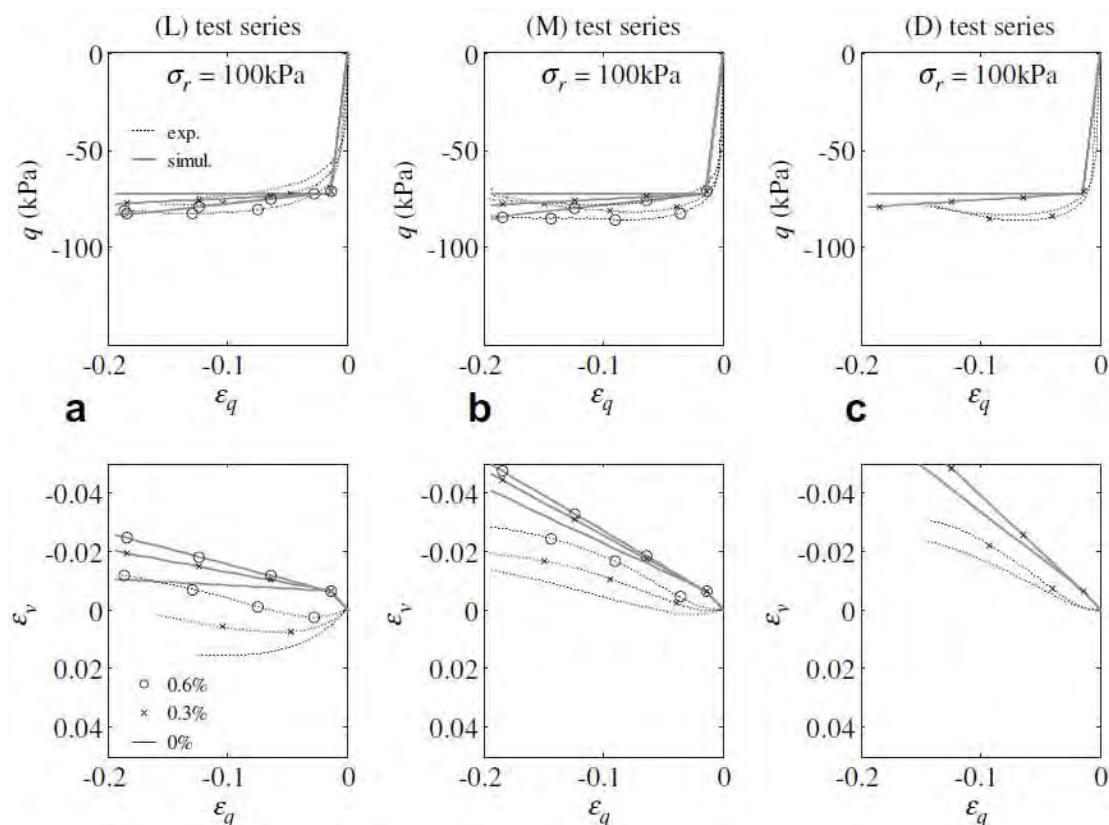 (L) test series (M) test series (D) test series
σr = 100kPa σr = 100kPa σr = 100kPa
0 0 0
exp.
simul.
-50 -50 -50
q (kPa) q (kPa) q (kPa)
-100 -100 -100
-0.2 -0.1 0 -0.2 -0.1 0 -0.2 -0.1 0
a εq b εq c εq
-0.04 -0.04 -0.04
-0.02 -0.02 -0.02
εv 0 εv 0 εv 0
0.02 0.02 0.02
0.6%
0.3%
0%
0.04 0.04 0.04
-0.2 -0.1 0 -0.2 -0.1 0 -0.2 -0.1 0
εq εq εq